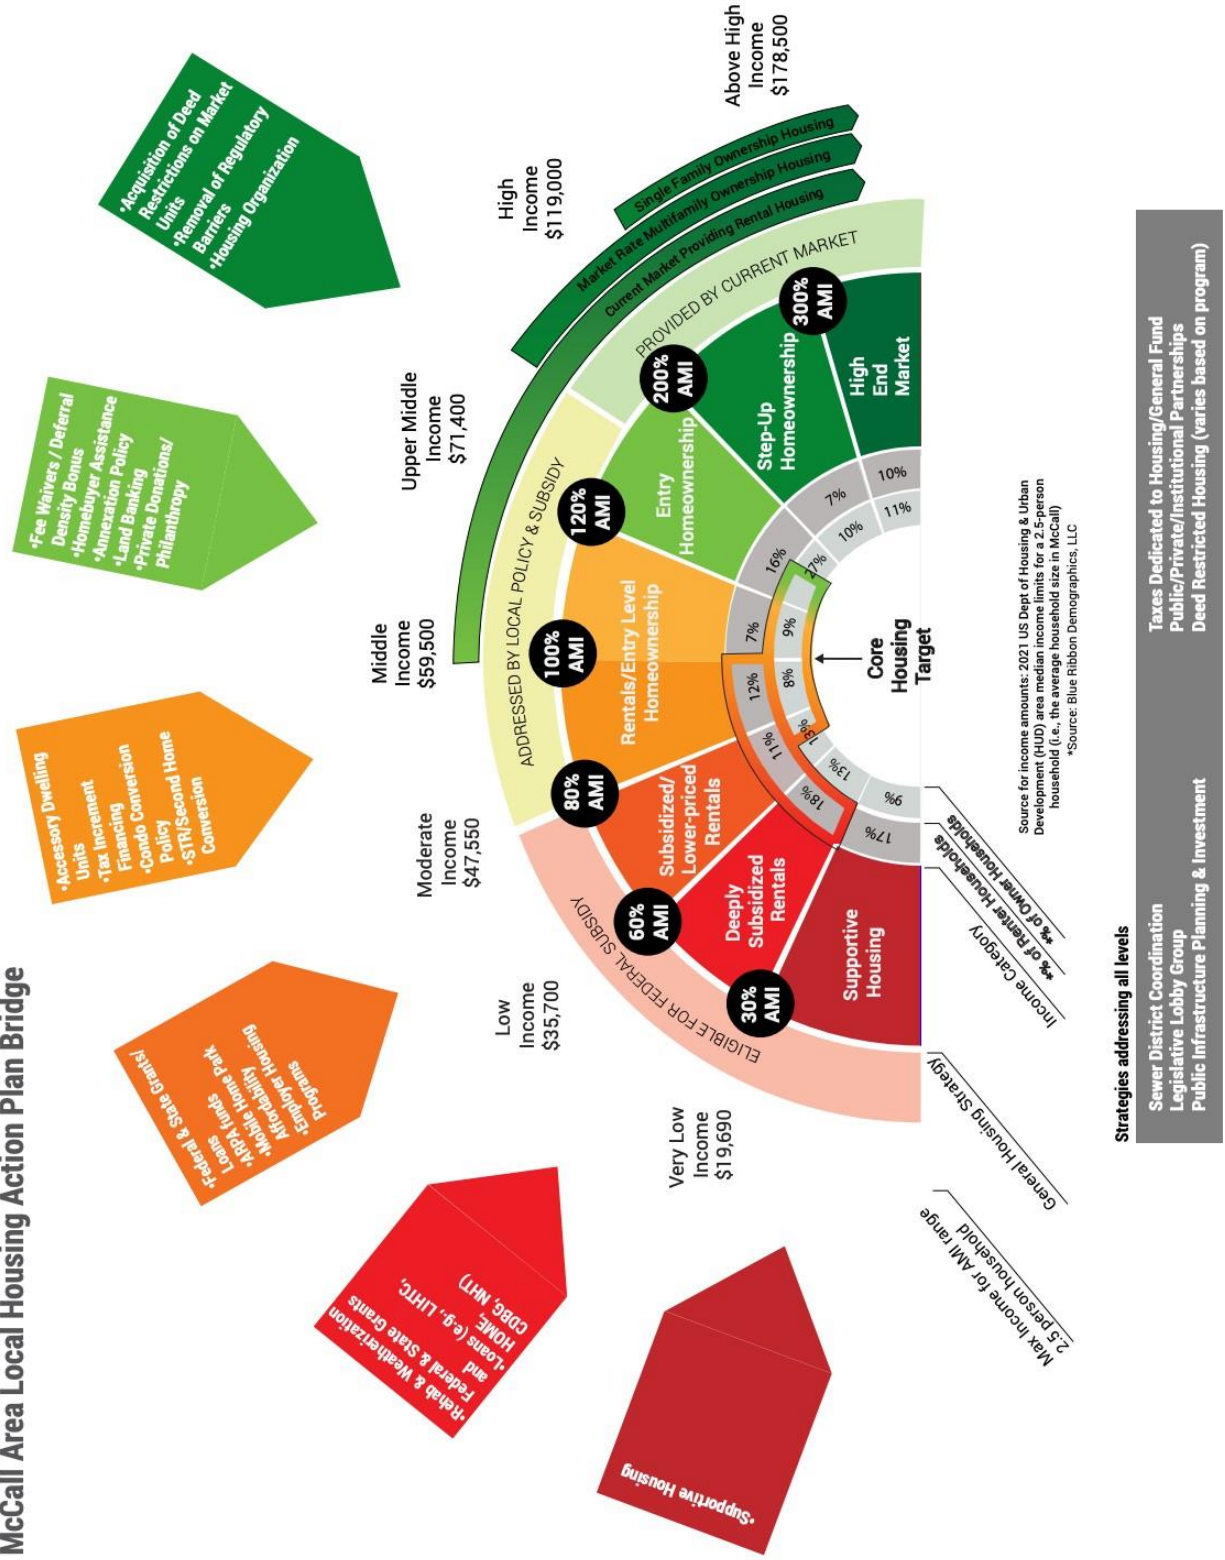 McCall Area Local Housing Action Plan Bridge
•Supportive Housing
•Rehab & Weatherization
Federal & State Grants
and
•Loans (e.g., LIHTC,
HOME,
CDBG, NHT)
•Federal & State Grants/
Loans
•ARPA funds
•Mobile Home Park
Affordability
•Employer Housing
Programs
•Accessory Dwelling
Units
•Tax Increment
Financing
•Condo Conversion
Policy
•STR/Second Home
Conversion
•Fee Waivers / Deferral
Density Bonus
•Homebuyer Assistance
•Annexation Policy
•Land Banking
•Private Donations/
Philanthropy
•Acquisition of Deed
Restrictions on Market
Units
•Removal of Regulatory
Barriers
•Housing Organization
Very Low
Income
$19,690
Low
Income
$35,700
Moderate
Income
$47,550
Middle
Income
$59,500
Upper Middle
Income
$71,400
High
Income
$119,000
Above High
Income
$178,500
Single Family Ownership Housing
Market Rate Multifamily Ownership Housing
Current Market Providing Rental Housing
ELIGIBLE FOR FEDERAL SUBSIDY
ADDRESSED BY LOCAL POLICY & SUBSIDY
PROVIDED BY CURRENT MARKET
30%
AMI
60%
AMI
80%
AMI
100%
AMI
120%
AMI
200%
AMI
300%
AMI
Supportive
Housing
Deeply
Subsidized
Rentals
Subsidized/
Lower-priced
Rentals
Rentals/Entry Level
Homeownership
Entry
Homeownership
Step-Up
Homeownership
High
End
Market
17%
18%
11%
12%
7%
16%
7%
10%
9%
13%
13%
8%
9%
27%
10%
11%
Core
Housing
Target
Max Income for AMI range
2.5 person household
General Housing Strategy
Income Category
*% of Renter Households
*% of Owner Households
Source for income amounts: 2021 US Dept of Housing & Urban
Development (HUD) area median income limits for a 2.5-person
household (i.e., the average household size in McCall)
*Source: Blue Ribbon Demographics, LLC
Strategies addressing all levels
Sewer District Coordination
Legislative Lobby Group
Public Infrastructure Planning & Investment
Taxes Dedicated to Housing/General Fund
Public/Private/Institutional Partnerships
Deed Restricted Housing (varies based on program)